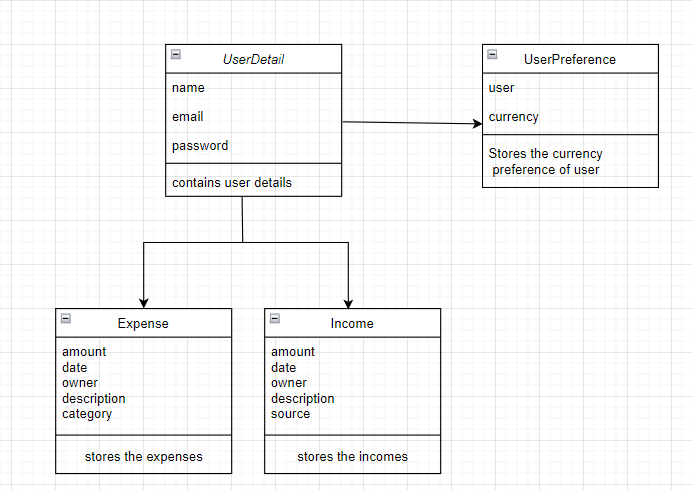 UserDetail
name
email
password
contains user details
UserPreference
user
currency
Stores the currency
preference of user
Expense
amount
date
owner
description
category
stores the expenses
Income
amount
date
owner
description
source
stores the incomes